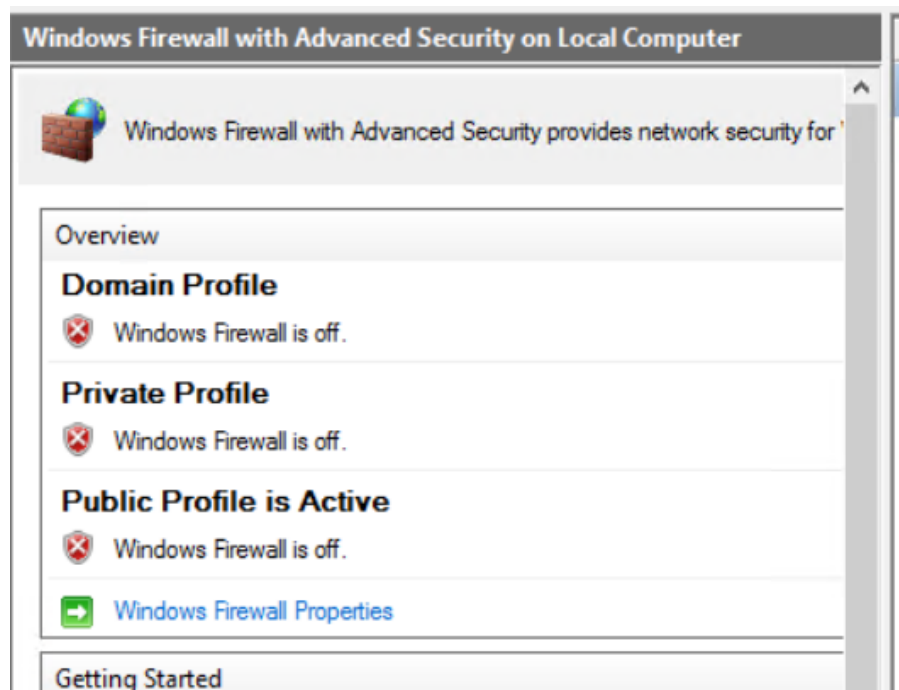 Windows Firewall with Advanced Security on Local Computer
Windows Firewall with Advanced Security provides network security for
Overview
Domain Profile
Windows Firewall is off.
Private Profile
Windows Firewall is off.
Public Profile is Active
Windows Firewall is off.
Windows Firewall Properties
Getting Started